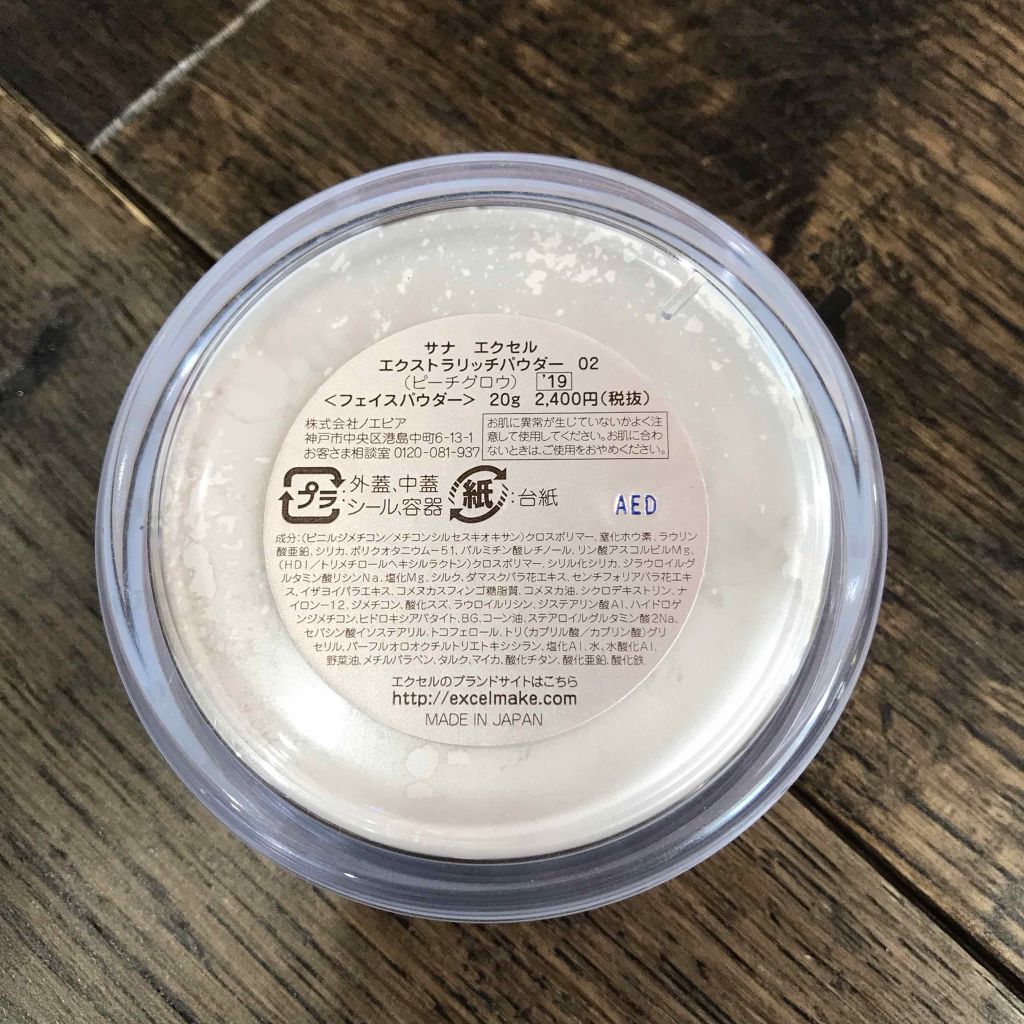 サナ エクセル
エクストラリッチパウダー 02
(ピーチグロウ) '19
<フェイスパウダー> 20g 2,400円(税抜)
株式会社ノエビア
神戸市中央区港島中町6-13-1
お客さま相談室 0120-081-937
お肌に異常が生じていないかよく注
意して使用してください。お肌に合わ
ないときは、ご使用をおやめください。
プラ :外蓋、中蓋
シール、容器
紙 :台紙
AED
成分:(ビニルジメチコン/メチコンシルセスキオキサン)クロスポリマー、窒化ホウ素、ラウリン
酸亜鉛、シリカ、ポリクオタニウム-51、パルミチン酸レチノール、リン酸アスコルビルMg、
(HDI/トリメチロールヘキシルラクトン)クロスポリマー、シリル化シリカ、ジラウロイルグ
ルタミン酸リシンNa、塩化Mg、シルク、ダマスクバラ花エキス、センチフォリアバラ花エキ
ス、イザヨイバラエキス、コメヌカスフィンゴ糖脂質、コメヌカ油、シクロデキストリン、ナ
イロン-12、ジメチコン、酸化スズ、ラウロイルリシン、ジステアリン酸Al、ハイドロゲ
ンジメチコン、ヒドロキシアパタイト、BG、コーン油、ステアロイルグルタミン酸2Na、
セバシン酸イソステアリル、トコフェロール、トリ(カプリル酸/カプリン酸)グリ
セリル、パーフルオロオクチルトリエトキシシラン、塩化Al、水、水酸化Al、
野菜油、メチルパラベン、タルク、マイカ、酸化チタン、酸化亜鉛、酸化鉄
エクセルのブランドサイトはこちら
http://excelmake.com
MADE IN JAPAN